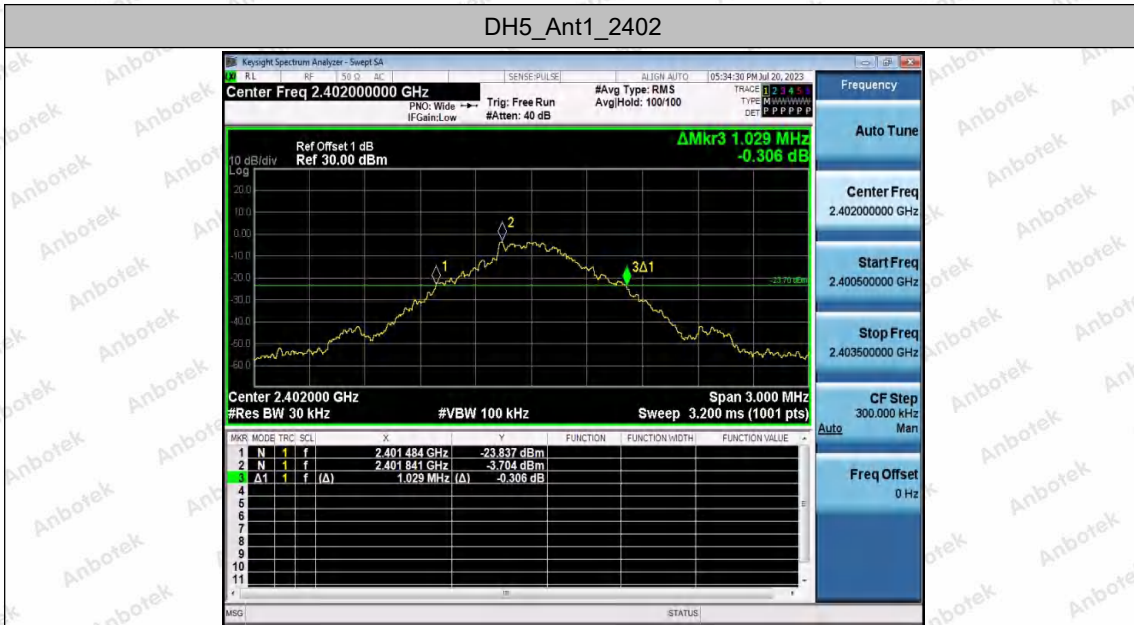 DH5_Ant1_2402
Keysight Spectrum Analyzer - Swept SA
RL RF 50 Ω AC SENSE:PULSE ALIGN AUTO 05:34:30 PM Jul 20, 2023
Center Freq 2.402000000 GHz
PNO: Wide
IFGain:Low
Trig: Free Run
#Atten: 40 dB
#Avg Type: RMS
Avg|Hold: 100/100
TRACE 1 2 3 4 5 6
TYPE M W W W W W
DET P P P P P P
ΔMkr3 1.029 MHz
-0.306 dB
Ref Offset 1 dB
10 dB/div Ref 30.00 dBm
Log
20.0
10.0
0.00
-10.0
-20.0
-30.0
-40.0
-50.0
-60.0
1
2
3Δ1
-23.70 dBm
Center 2.402000 GHz Span 3.000 MHz
#Res BW 30 kHz #VBW 100 kHz Sweep 3.200 ms (1001 pts)
MKR MODE TRC SCL X Y FUNCTION FUNCTION WIDTH FUNCTION VALUE
1 N 1 f 2.401 484 GHz -23.837 dBm
2 N 1 f 2.401 841 GHz -3.704 dBm
3 Δ1 1 f (Δ) 1.029 MHz (Δ) -0.306 dB
4
5
6
7
8
9
10
11
MSG STATUS
Frequency
Auto Tune
Center Freq
2.402000000 GHz
Start Freq
2.400500000 GHz
Stop Freq
2.403500000 GHz
CF Step
300.000 kHz
Auto Man
Freq Offset
0 Hz
Anbotek